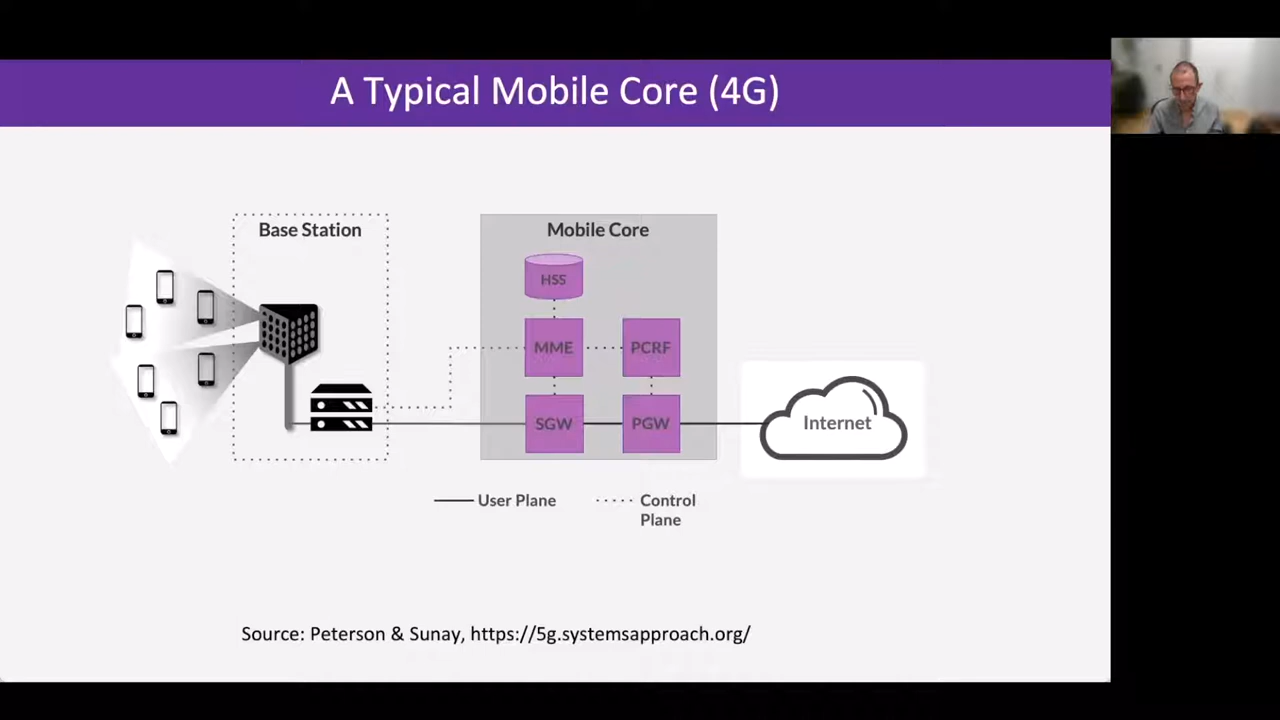 A Typical Mobile Core (4G)
Base Station
Mobile Core
HSS
MME
PCRF
SGW
PGW
Internet
User Plane
Control
Plane
Source: Peterson & Sunay, https://5g.systemsapproach.org/